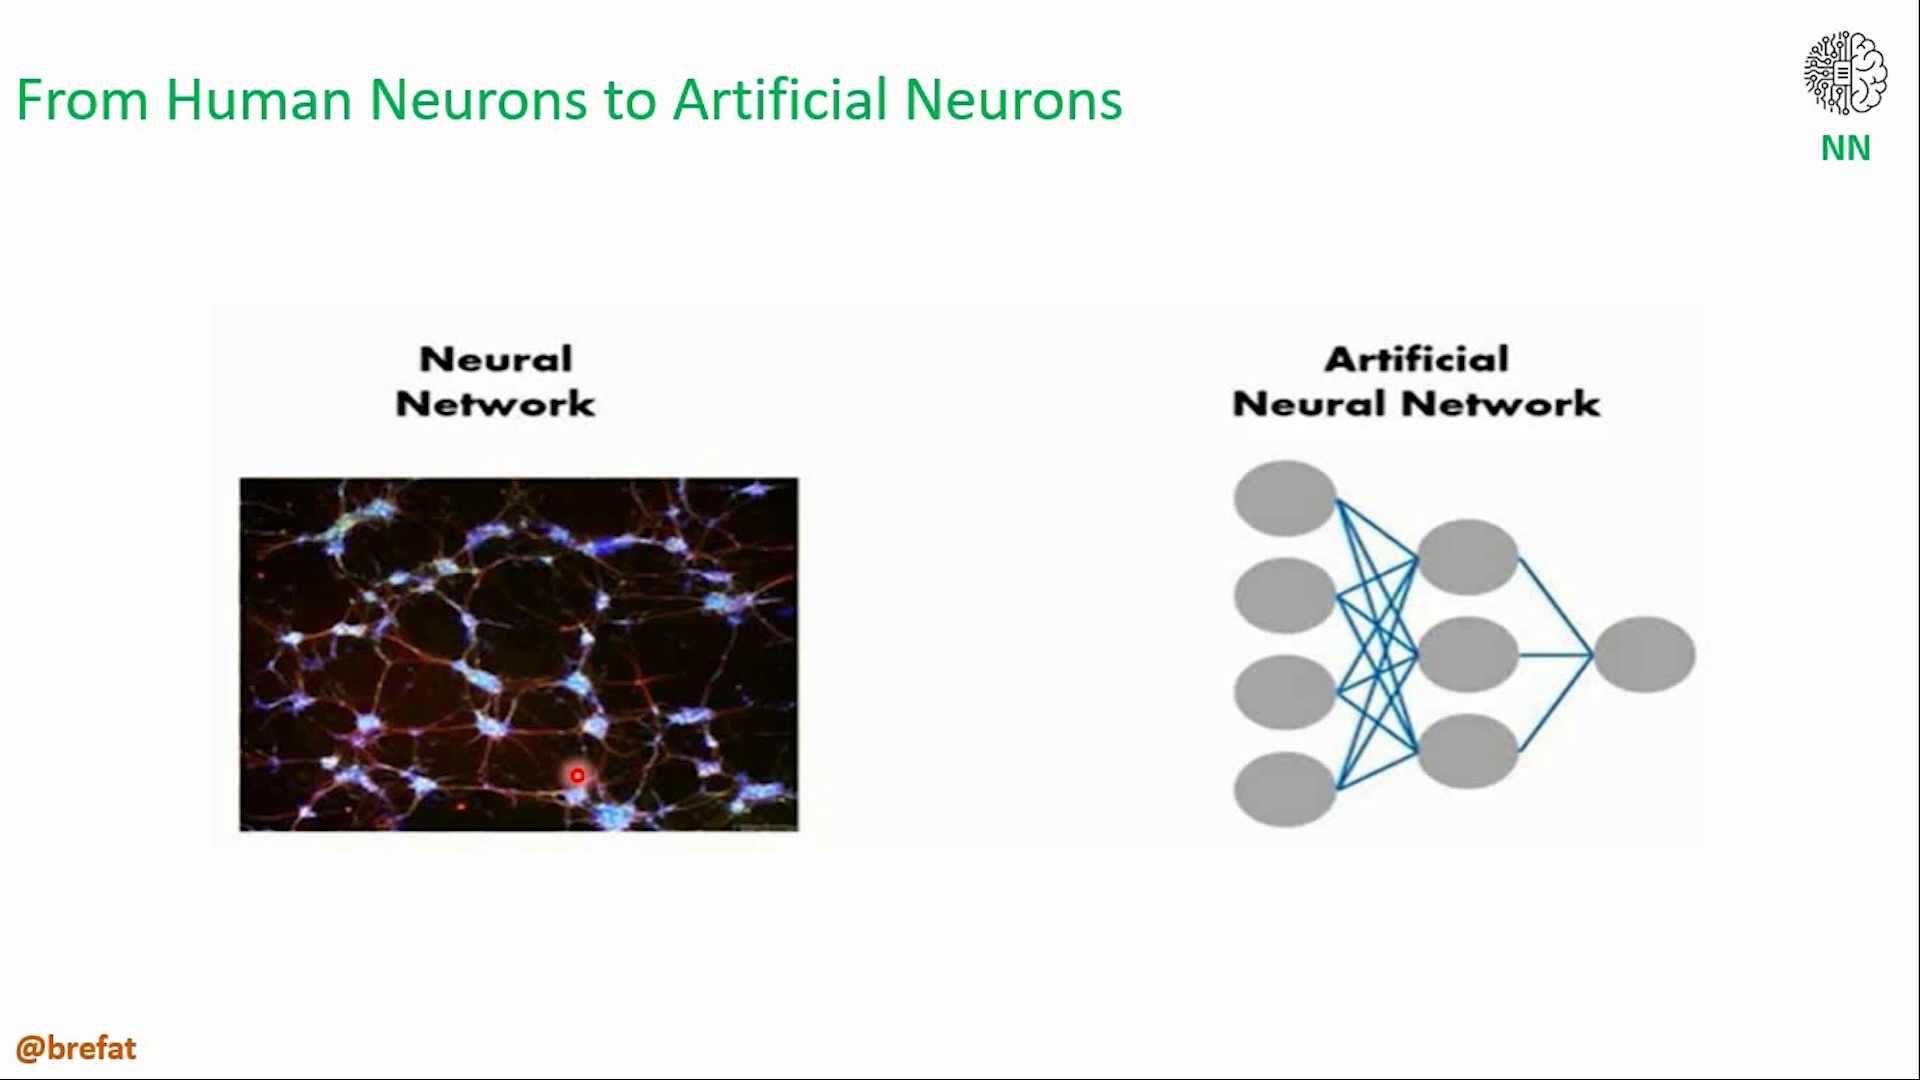 From Human Neurons to Artificial Neurons
NN
Neural
Network
Artificial
Neural Network
@brefat